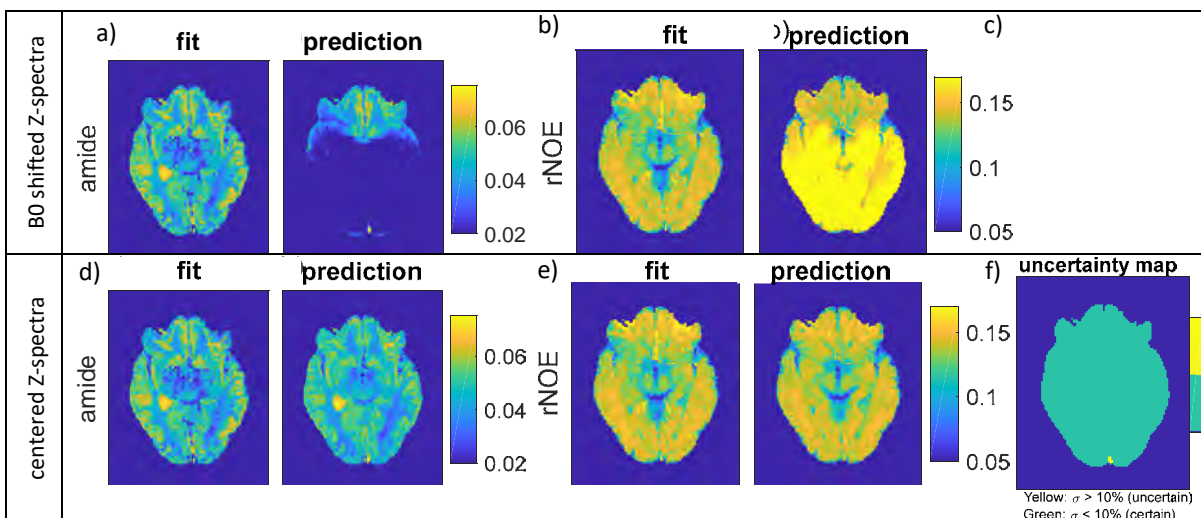 B0 shifted Z-spectra
a)
fit
prediction
amide
0.06
0.04
0.02
b)
fit
prediction
rNOE
0.15
0.1
0.05
c)
centered Z-spectra
d)
fit
prediction
amide
0.06
0.04
0.02
e)
fit
prediction
rNOE
0.15
0.1
0.05
f)
uncertainty map
Yellow: σ > 10% (uncertain)
Green: σ < 10% (certain)